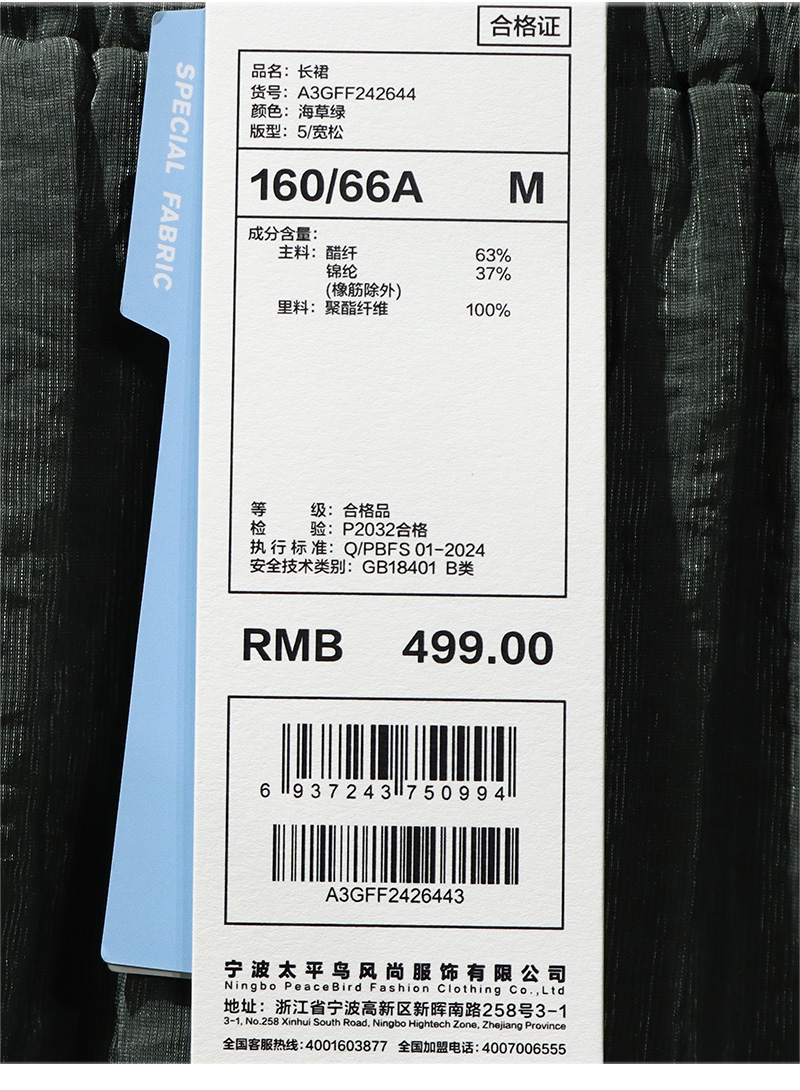 合格证
SPECIAL FABRIC
品名：长裙
货号：A3GFF242644
颜色：海草绿
版型：5/宽松
160/66A M
成分含量：
主料：醋纤 63%
锦纶 37%
(橡筋除外)
里料：聚酯纤维 100%
等 级：合格品
检 验：P2032合格
执行标准：Q/PBFS 01-2024
安全技术类别：GB18401 B类
RMB 499.00
6 937243 750994
A3GFF2426443
宁波太平鸟风尚服饰有限公司
Ningbo PeaceBird Fashion Clothing Co.,Ltd
地址：浙江省宁波高新区新晖南路258号3-1
3-1, No.258 Xinhui South Road, Ningbo Hightech Zone, Zhejiang Province
全国客服热线：4001603877 全国加盟电话：4007006555